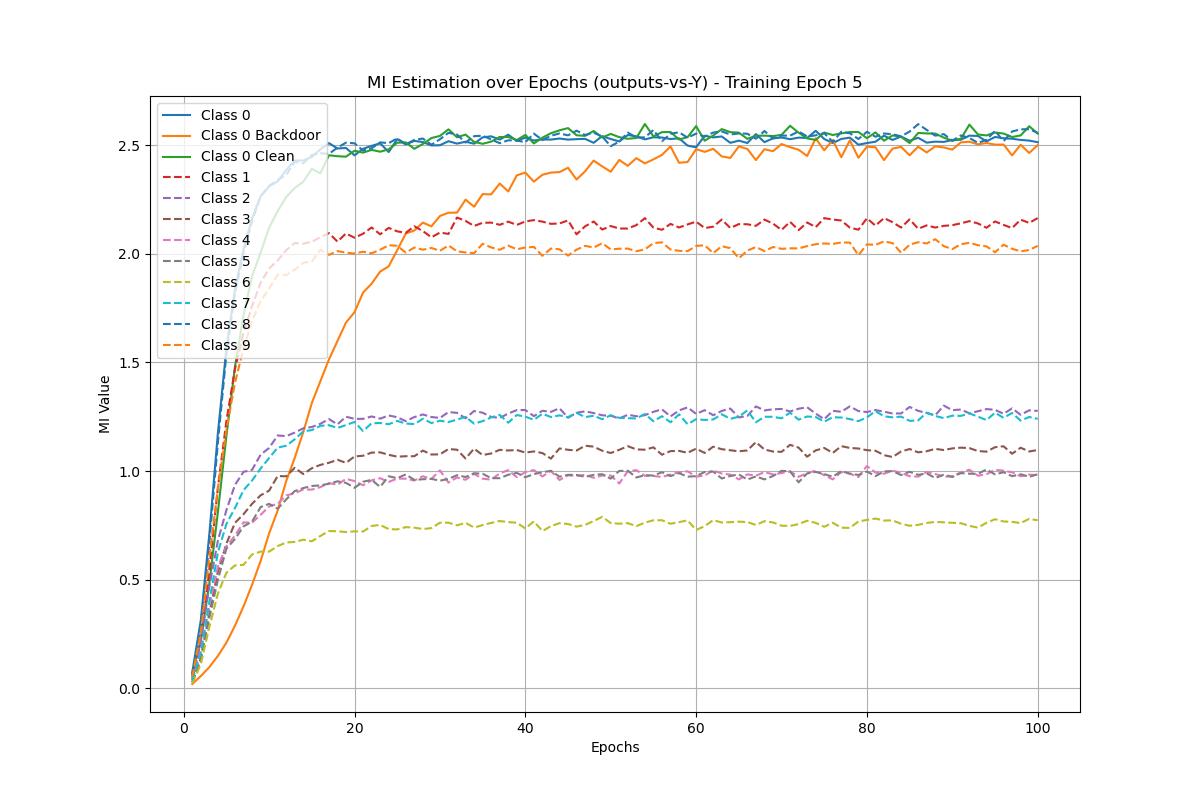 MI Estimation over Epochs (outputs-vs-Y) - Training Epoch 5
Class 0
Class 0 Backdoor
Class 0 Clean
Class 1
Class 2
Class 3
Class 4
Class 5
Class 6
Class 7
Class 8
Class 9
MI Value
2.5
2.0
1.5
1.0
0.5
0.0
0
20
40
60
80
100
Epochs